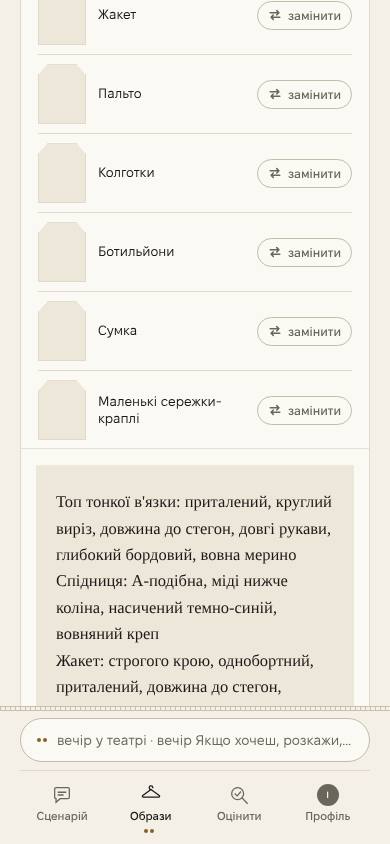 Жакет
замінити
Пальто
замінити
Колготки
замінити
Ботильйони
замінити
Сумка
замінити
Маленькі сережки-
краплі
замінити
Топ тонкої в'язки: приталений, круглий
виріз, довжина до стегон, довгі рукави,
глибокий бордовий, вовна мерино
Спідниця: А-подібна, міді нижче
коліна, насичений темно-синій,
вовняний креп
Жакет: строгого крою, однобортний,
приталений, довжина до стегон,
вечір у театрі · вечір Якщо хочеш, розкажи,...
Сценарій
Образи
Оцінити
І
Профіль